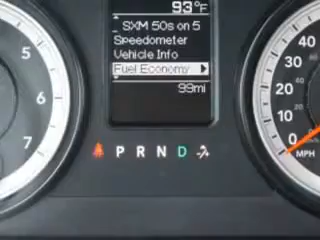 93°F
SXM 50s on 5
Speedometer
Vehicle Info
Fuel Economy
99mi
P R N D
5
6
7
40
30
20
10
0
MPH